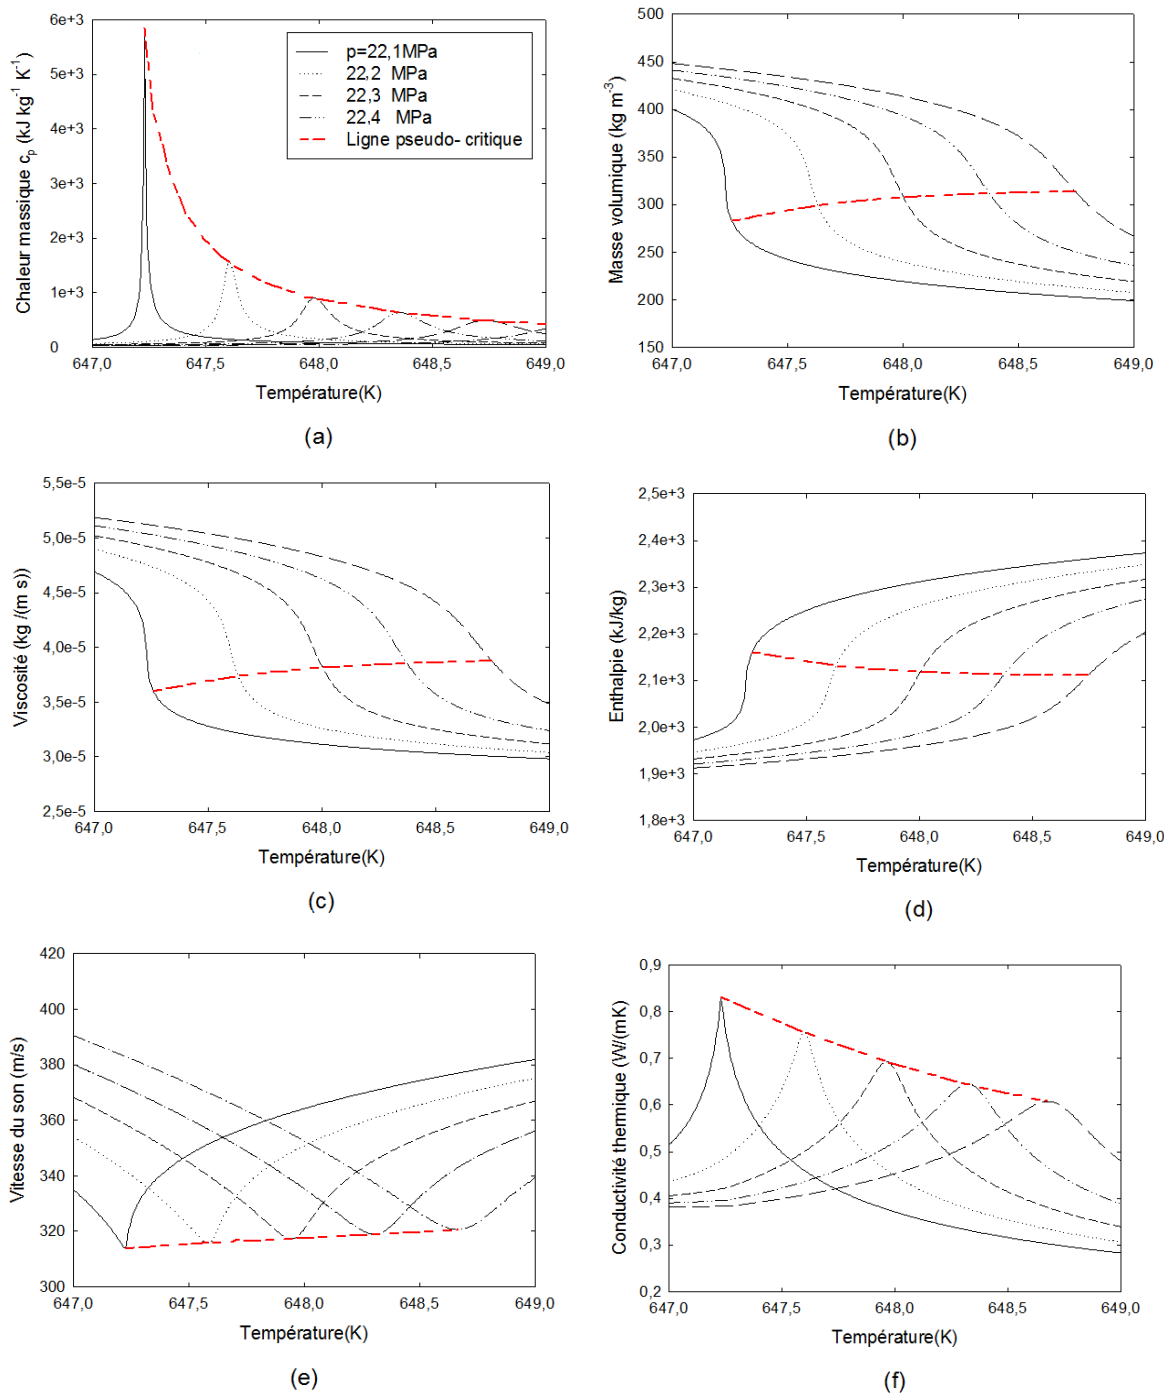 6e+3
5e+3
4e+3
3e+3
2e+3
1e+3
0
Chaleur massique cp (kJ kg-1 K-1)
p=22,1MPa
22,2 MPa
22,3 MPa
22,4 MPa
Ligne pseudo- critique
647,0 647,5 648,0 648,5 649,0
Température(K)
(a)
500
450
400
350
300
250
200
150
Masse volumique (kg m-3)
647,0 647,5 648,0 648,5 649,0
Température(K)
(b)
5,5e-5
5,0e-5
4,5e-5
4,0e-5
3,5e-5
3,0e-5
2,5e-5
Viscosité (kg /(m s))
647,0 647,5 648,0 648,5 649,0
Température(K)
(c)
2,5e+3
2,4e+3
2,3e+3
2,2e+3
2,1e+3
2,0e+3
1,9e+3
1,8e+3
Enthalpie (kJ/kg)
647,0 647,5 648,0 648,5 649,0
Température(K)
(d)
420
400
380
360
340
320
300
Vitesse du son (m/s)
647,0 647,5 648,0 648,5 649,0
Température(K)
(e)
0,9
0,8
0,7
0,6
0,5
0,4
0,3
0,2
Conductivité thermique (W/(mK)
647,0 647,5 648,0 648,5 649,0
Température(K)
(f)